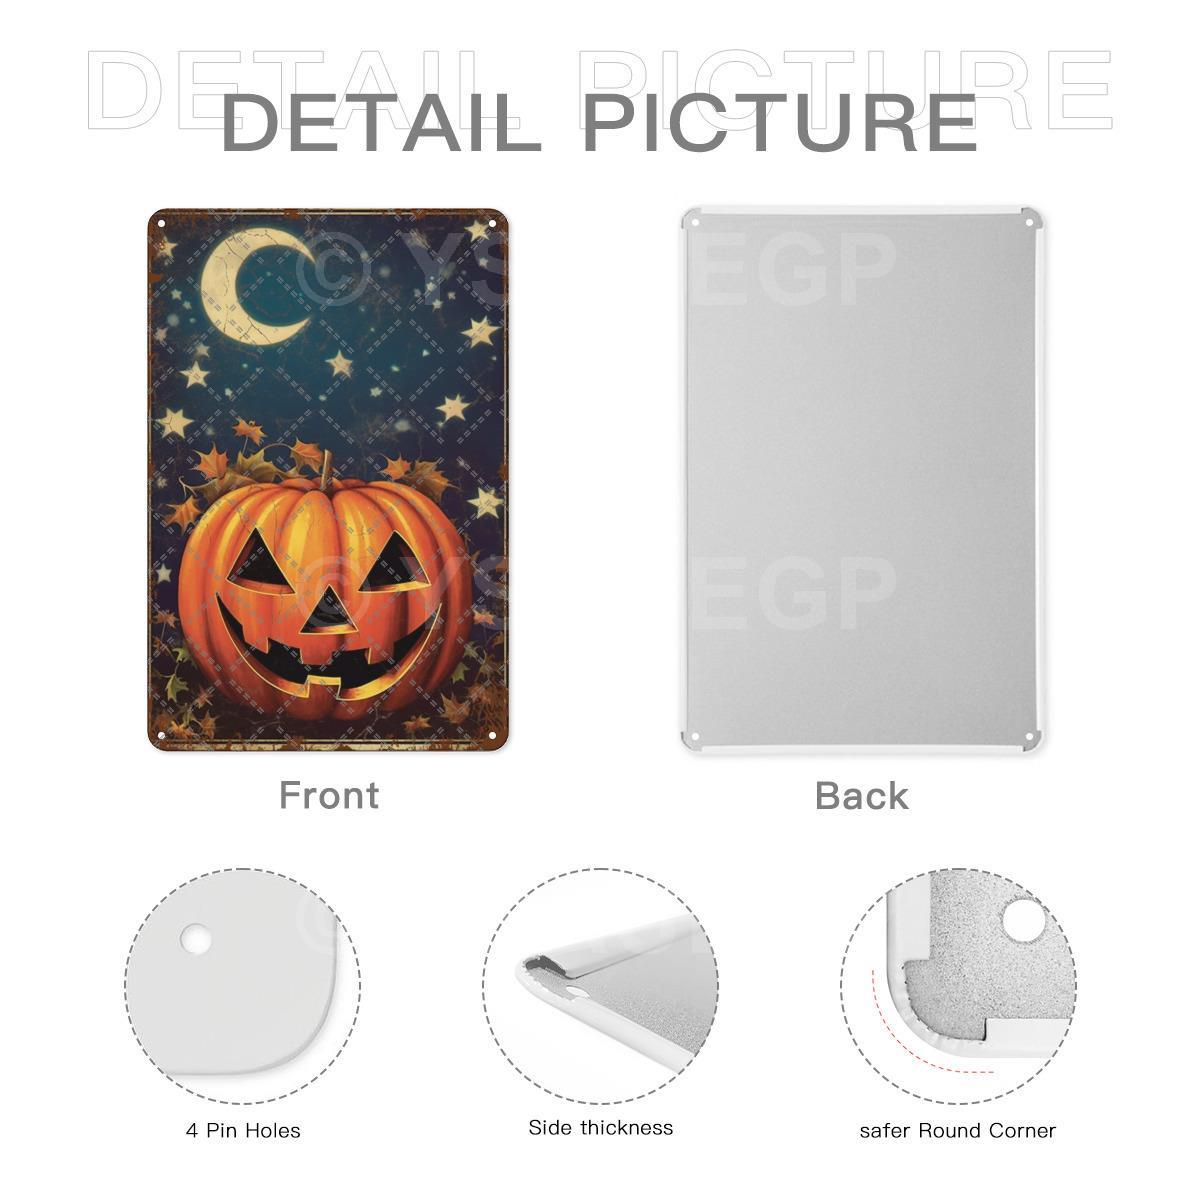 DETAIL PICTURE
DETAIL PICTURE
Front
Back
4 Pin Holes
Side thickness
safer Round Corner